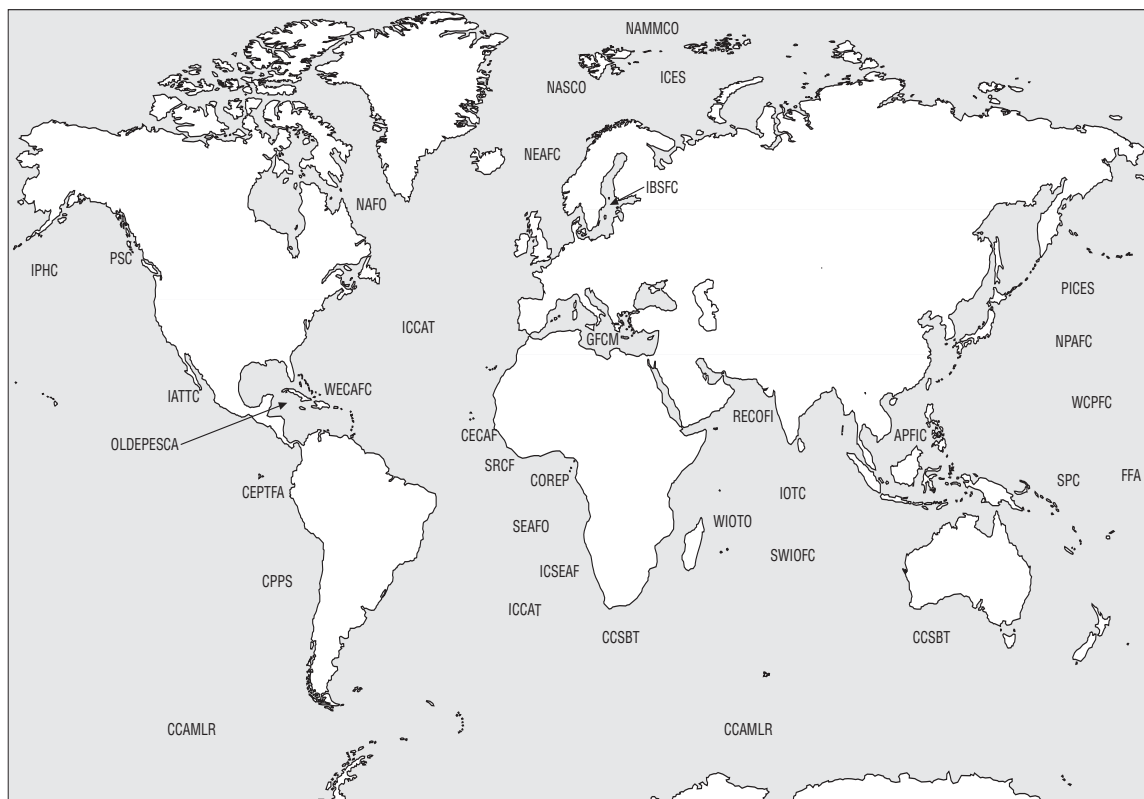 NAMMCO
ICES
NASCO
NEAFC
IBSFC
NAFO
PSC
IPHC
PICES
ICCAT
GFCM
NPAFC
IATTC
WECAFC
WCPFC
RECOFI
OLDEPESCA
CECAF
APFIC
SRCF
COREP
SPC
FFA
CEPTFA
IOTC
SEAFO
WIOTO
SWIOFC
ICSEAF
CPPS
ICCAT
CCSBT
CCSBT
CCAMLR
CCAMLR